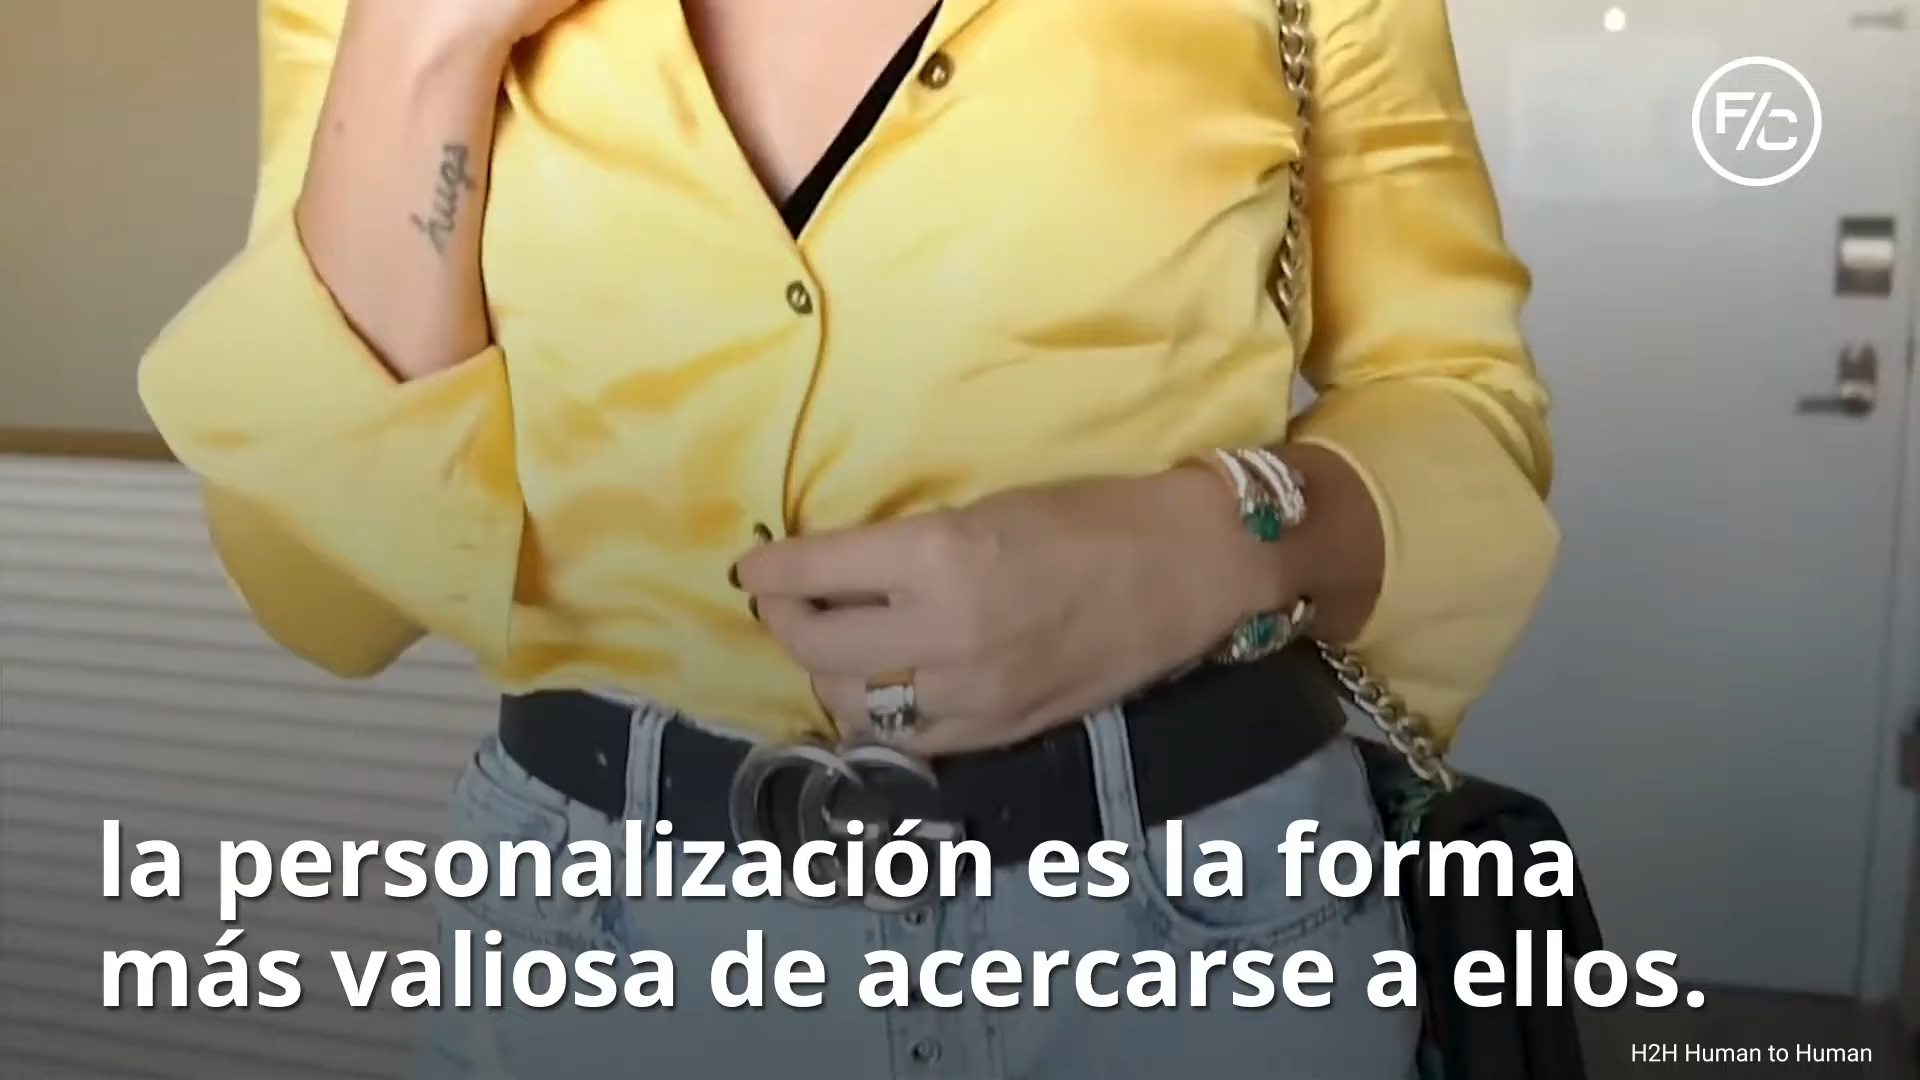 F/C
hugs
la personalización es la forma
más valiosa de acercarse a ellos.
H2H Human to Human